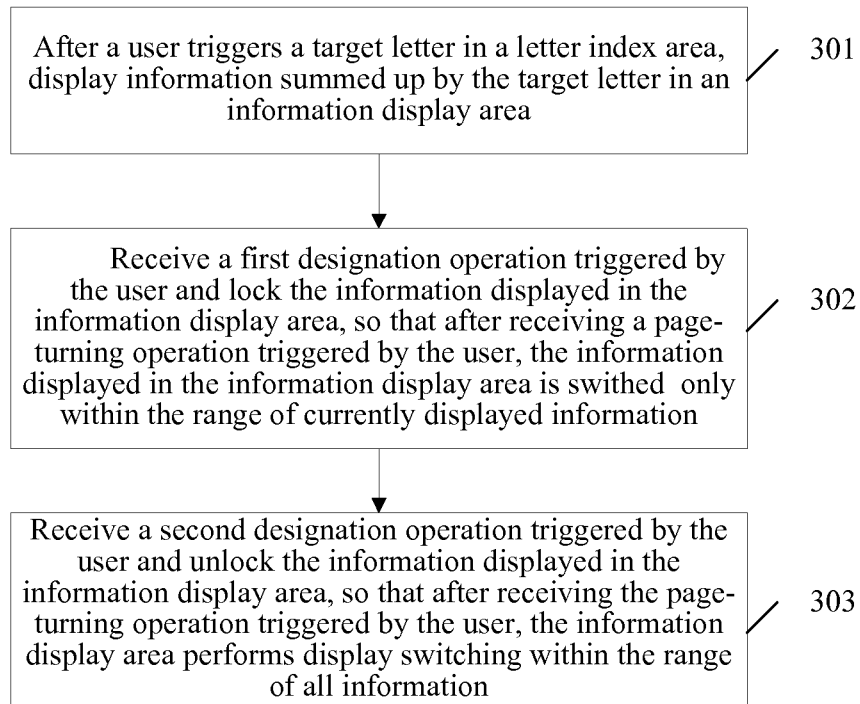 After a user triggers a target letter in a letter index area,
display information summed up by the target letter in an
information display area
301
Receive a first designation operation triggered by
the user and lock the information displayed in the
information display area, so that after receiving a page-
turning operation triggered by the user, the information
displayed in the information display area is swithed only
within the range of currently displayed information
302
Receive a second designation operation triggered by the
user and unlock the information displayed in the
information display area, so that after receiving the page-
turning operation triggered by the user, the information
display area performs display switching within the range
of all information
303